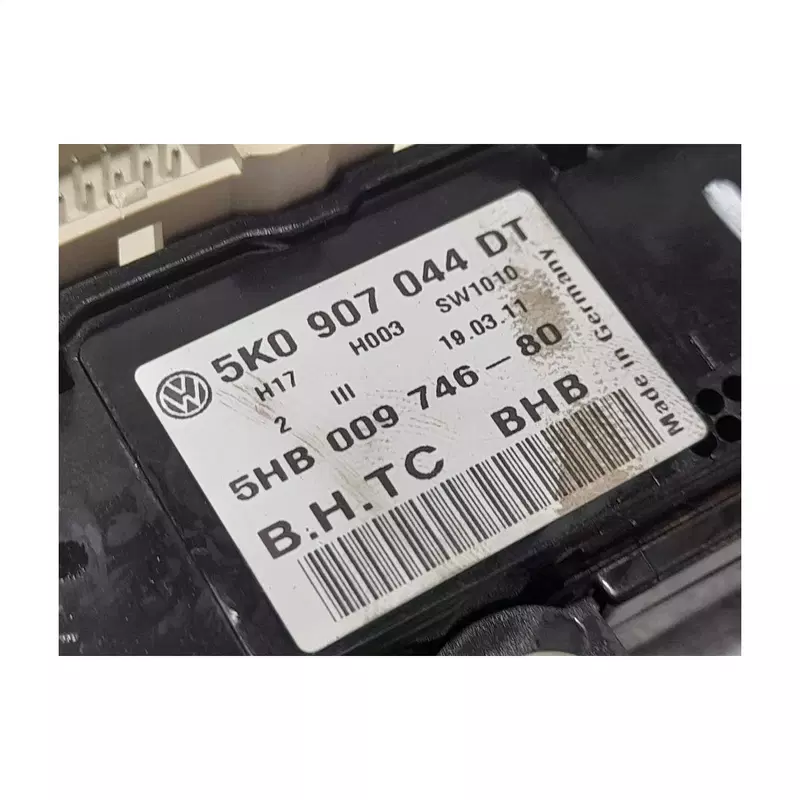 5K0 907 044 DT
H17 H003 SW1010
2 III 19.03.11
5HB 009 746-80
B.H.TC BHB
Made in Germany